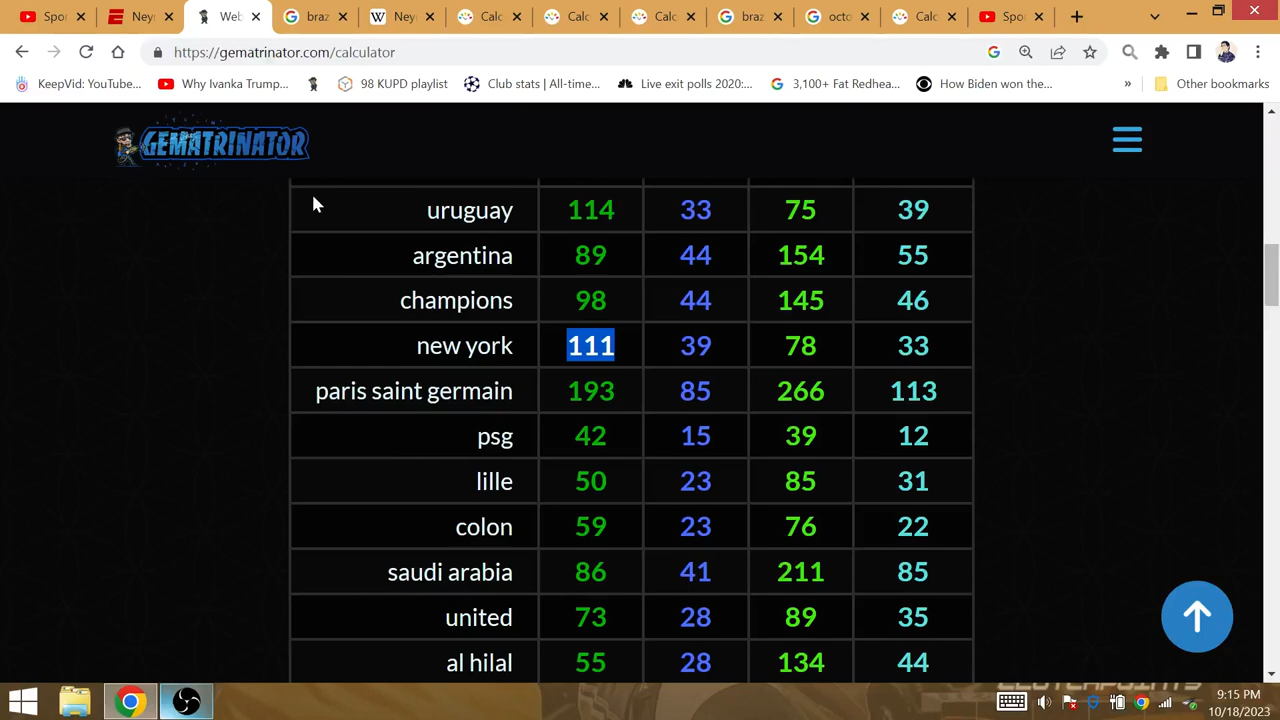 Spo
Ney
Web
braz
Ney
Calc
Calc
Calc
braz
octo
Calc
Spo
https://gematrinator.com/calculator
KeepVid: YouTube...
Why Ivanka Trump...
98 KUPD playlist
Club stats | All-time...
Live exit polls 2020:...
3,100+ Fat Redhea...
How Biden won the...
»
Other bookmarks
GEMATRINATOR
uruguay 114 33 75 39
argentina 89 44 154 55
champions 98 44 145 46
new york 111 39 78 33
paris saint germain 193 85 266 113
psg 42 15 39 12
lille 50 23 85 31
colon 59 23 76 22
saudi arabia 86 41 211 85
united 73 28 89 35
al hilal 55 28 134 44
CLUTCHPOINTS
9:15 PM
10/18/2023